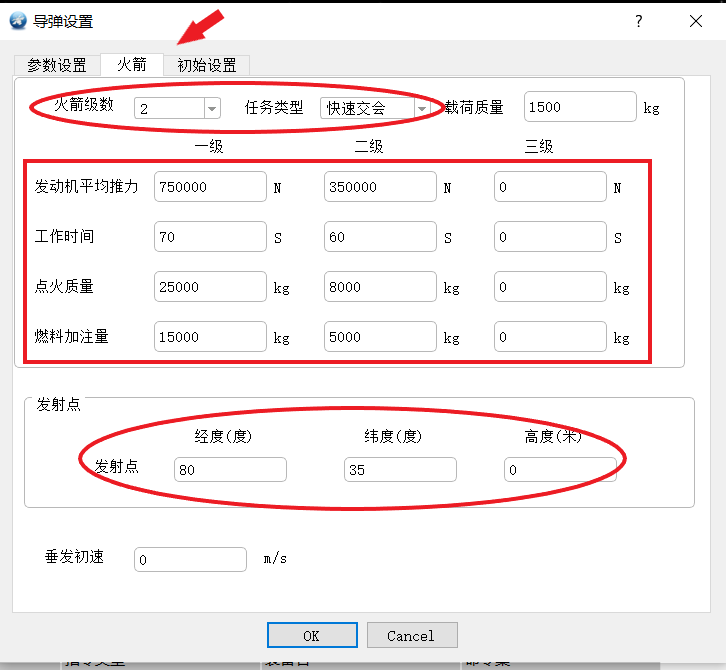 导弹设置 ? ×
参数设置 火箭 初始设置
火箭级数 2 任务类型 快速交会 载荷质量 1500 kg
一级 二级 三级
发动机平均推力 750000 N 350000 N 0 N
工作时间 70 S 60 S 0 S
点火质量 25000 kg 8000 kg 0 kg
燃料加注量 15000 kg 5000 kg 0 kg
发射点
经度(度) 纬度(度) 高度(米)
发射点 80 35 0
垂发初速 0 m/s
OK Cancel